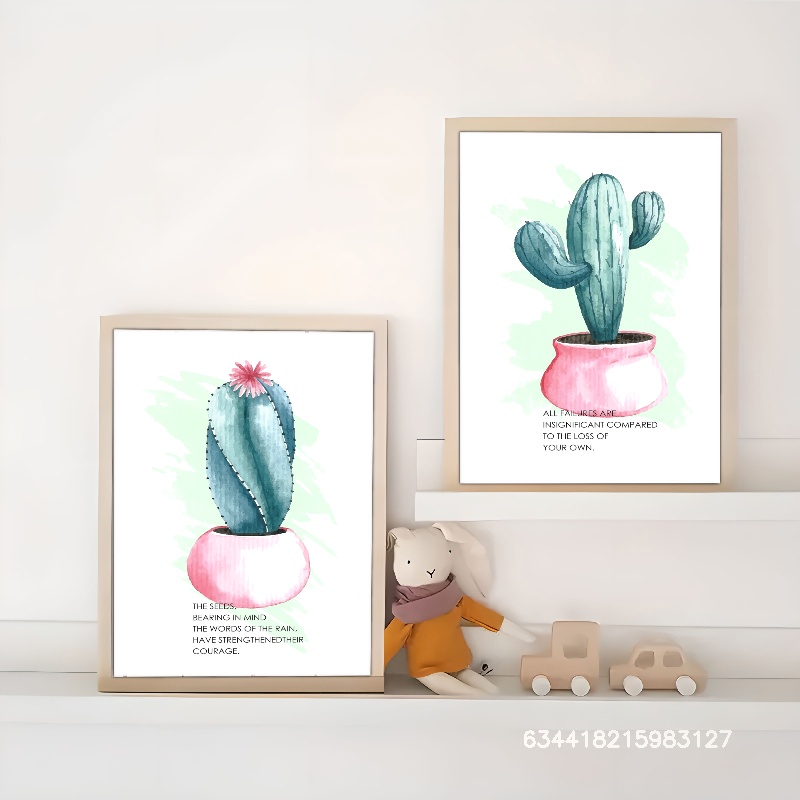 ALL FAILURES ARE
INSIGNIFICANT COMPARED
TO THE LOSS OF
YOUR OWN.
THE SEEDS,
BEARING IN MIND
THE WORDS OF THE RAIN,
HAVE STRENGTHENEDTHEIR
COURAGE.
634418215983127